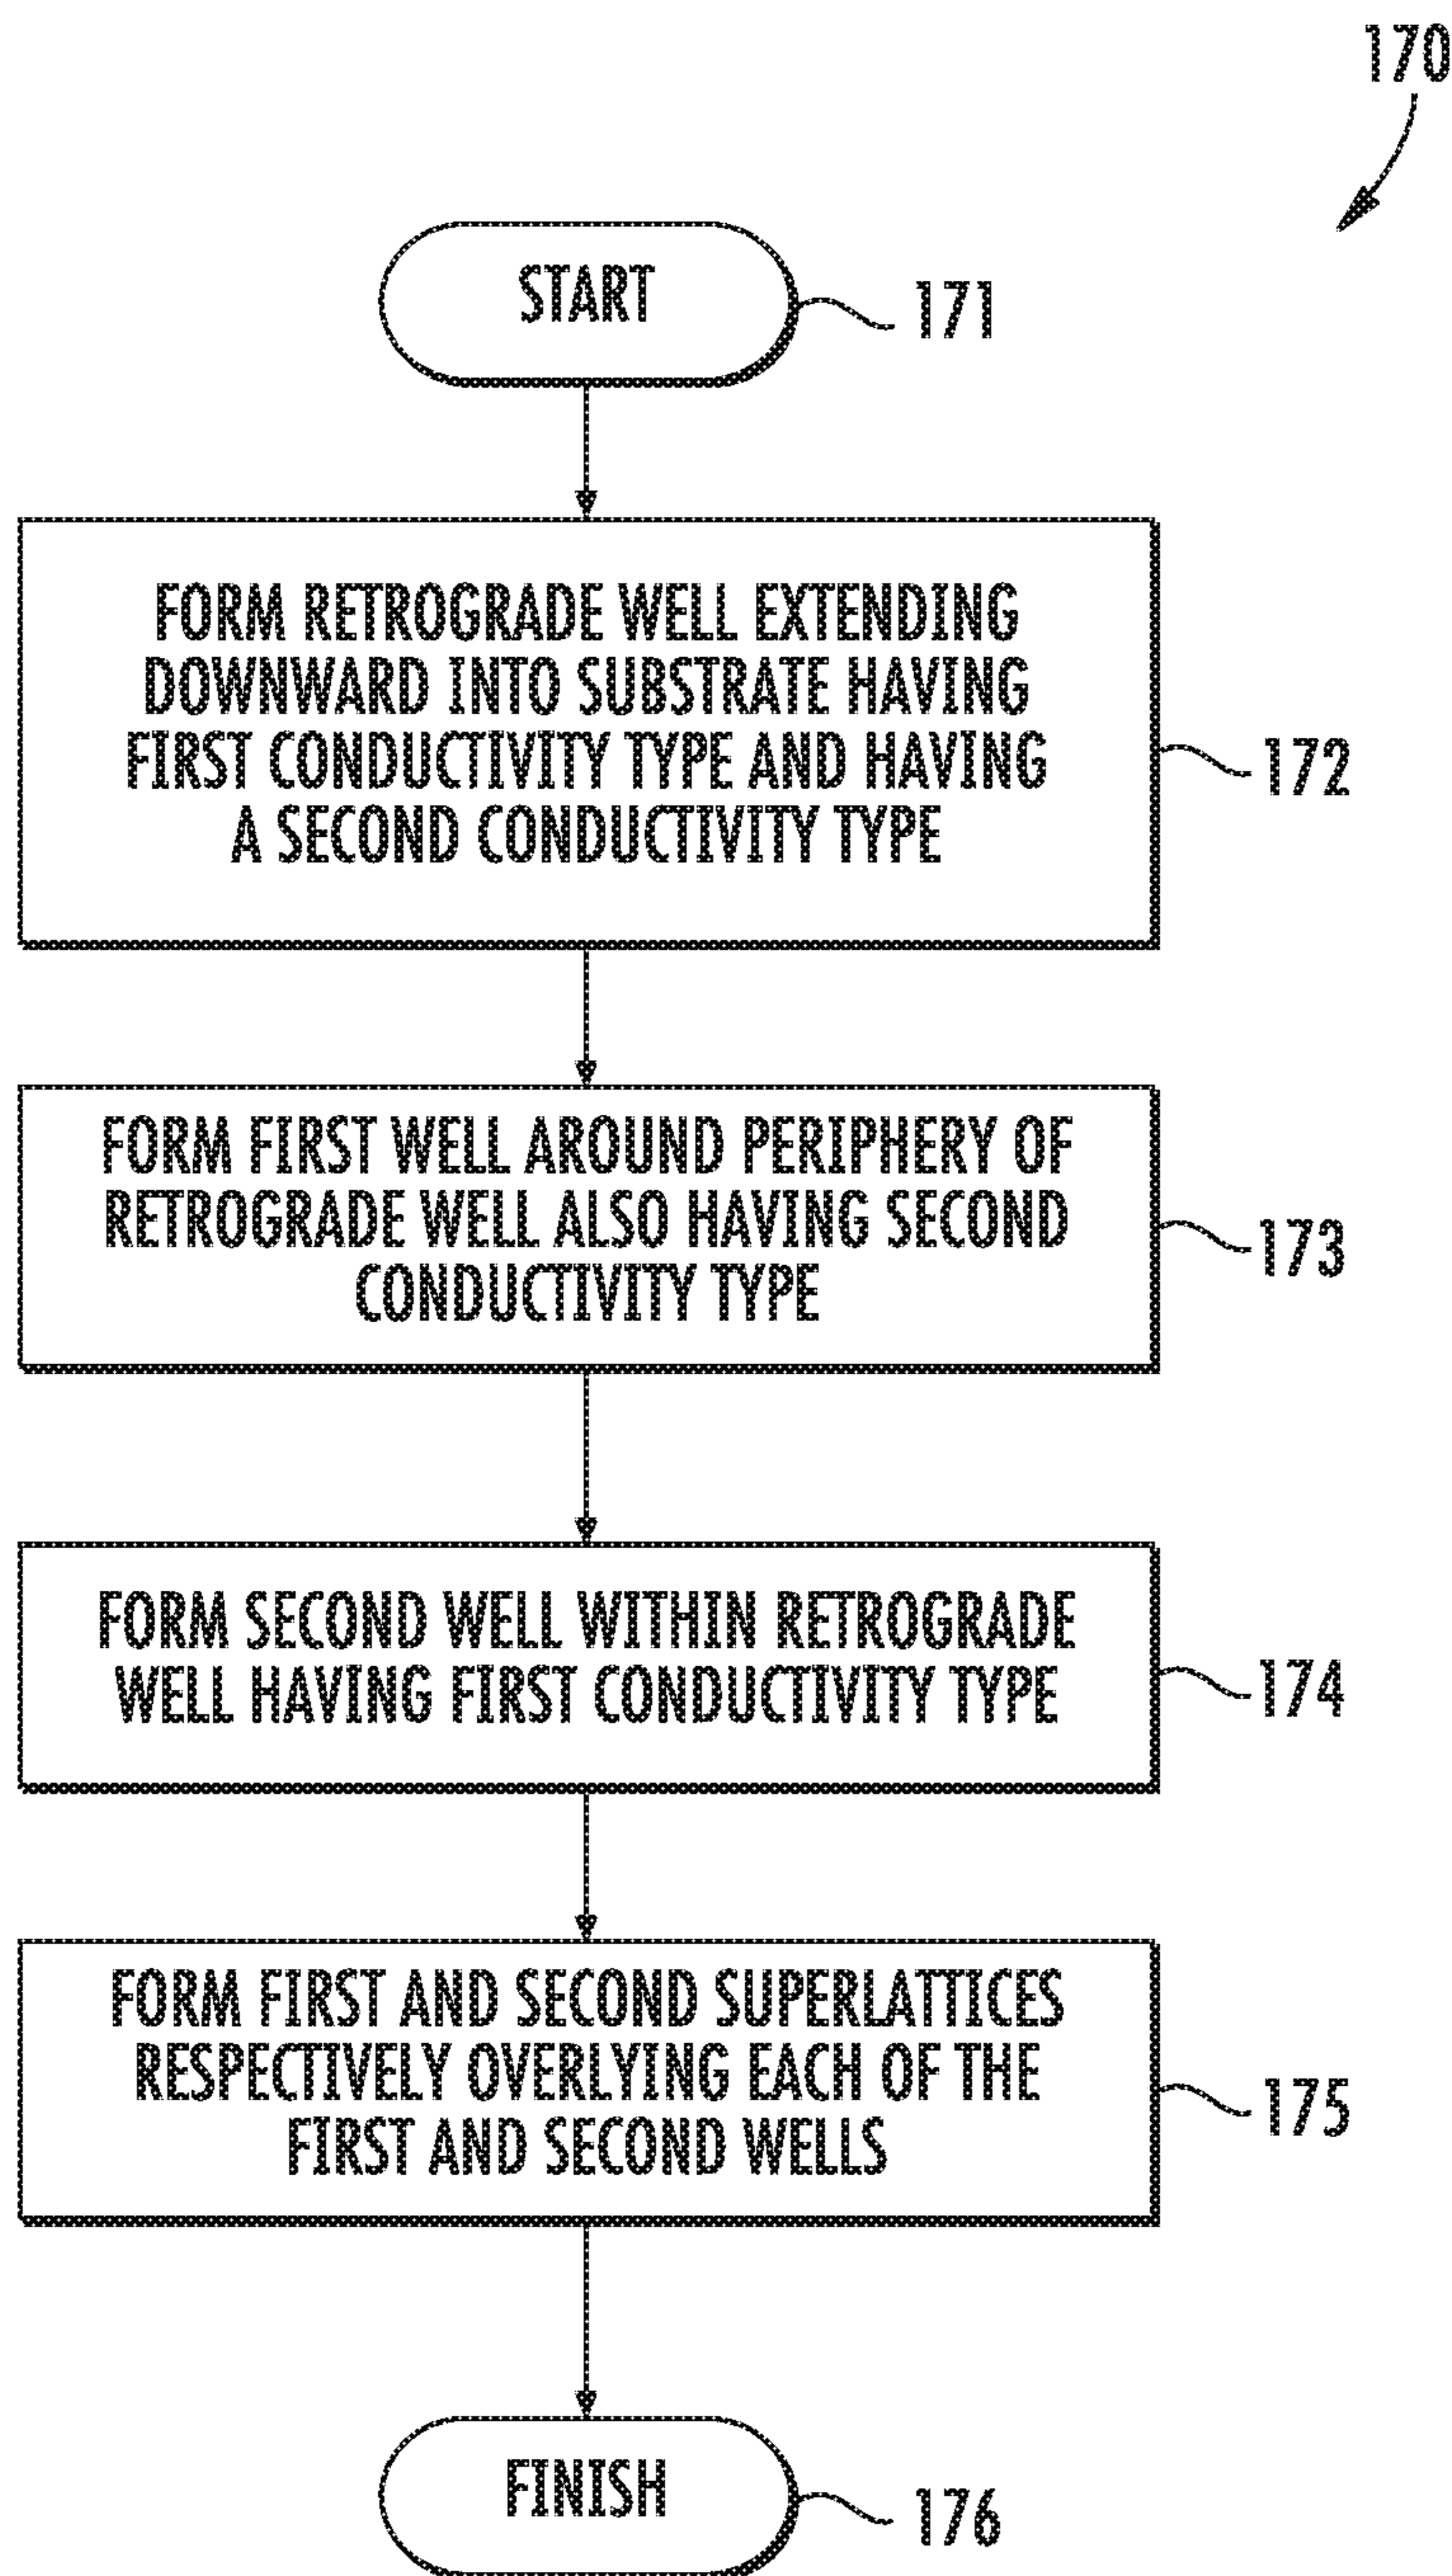 170
START
171
FORM RETROGRADE WELL EXTENDING
DOWNWARD INTO SUBSTRATE HAVING
FIRST CONDUCTIVITY TYPE AND HAVING
A SECOND CONDUCTIVITY TYPE
172
FORM FIRST WELL AROUND PERIPHERY OF
RETROGRADE WELL ALSO HAVING SECOND
CONDUCTIVITY TYPE
173
FORM SECOND WELL WITHIN RETROGRADE
WELL HAVING FIRST CONDUCTIVITY TYPE
174
FORM FIRST AND SECOND SUPERLATTICES
RESPECTIVELY OVERLYING EACH OF THE
FIRST AND SECOND WELLS
175
FINISH
176